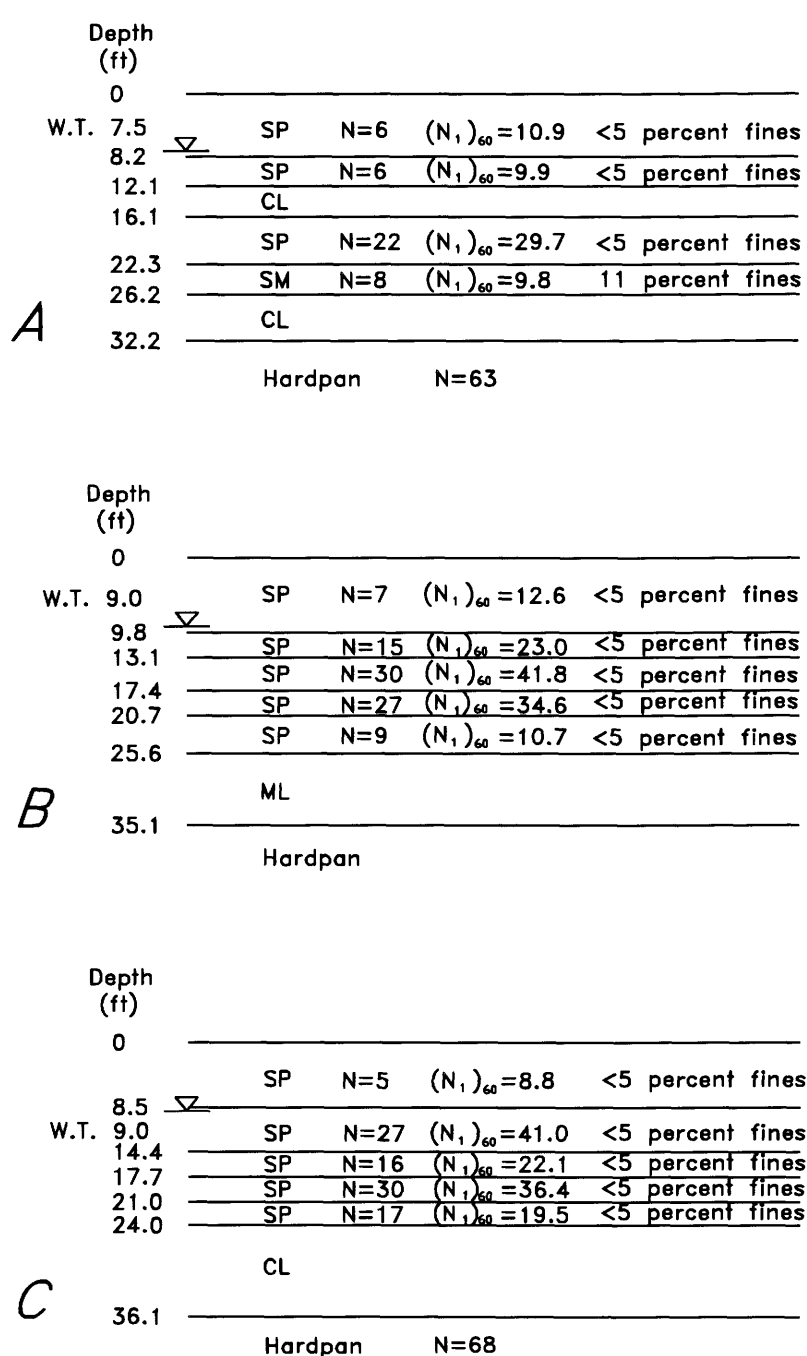 Depth
(ft)
0
W.T. 7.5 SP N=6 (N₁)₆₀=10.9 <5 percent fines
8.2
SP N=6 (N₁)₆₀=9.9 <5 percent fines
12.1
CL
16.1
SP N=22 (N₁)₆₀=29.7 <5 percent fines
22.3
SM N=8 (N₁)₆₀=9.8 11 percent fines
26.2
A CL
32.2
Hardpan N=63
Depth
(ft)
0
W.T. 9.0 SP N=7 (N₁)₆₀=12.6 <5 percent fines
9.8
SP N=15 (N₁)₆₀=23.0 <5 percent fines
13.1
SP N=30 (N₁)₆₀=41.8 <5 percent fines
17.4
SP N=27 (N₁)₆₀=34.6 <5 percent fines
20.7
SP N=9 (N₁)₆₀=10.7 <5 percent fines
25.6
B ML
35.1
Hardpan
Depth
(ft)
0
SP N=5 (N₁)₆₀=8.8 <5 percent fines
8.5
W.T. 9.0 SP N=27 (N₁)₆₀=41.0 <5 percent fines
14.4
SP N=16 (N₁)₆₀=22.1 <5 percent fines
17.7
SP N=30 (N₁)₆₀=36.4 <5 percent fines
21.0
SP N=17 (N₁)₆₀=19.5 <5 percent fines
24.0
CL
C
36.1
Hardpan N=68